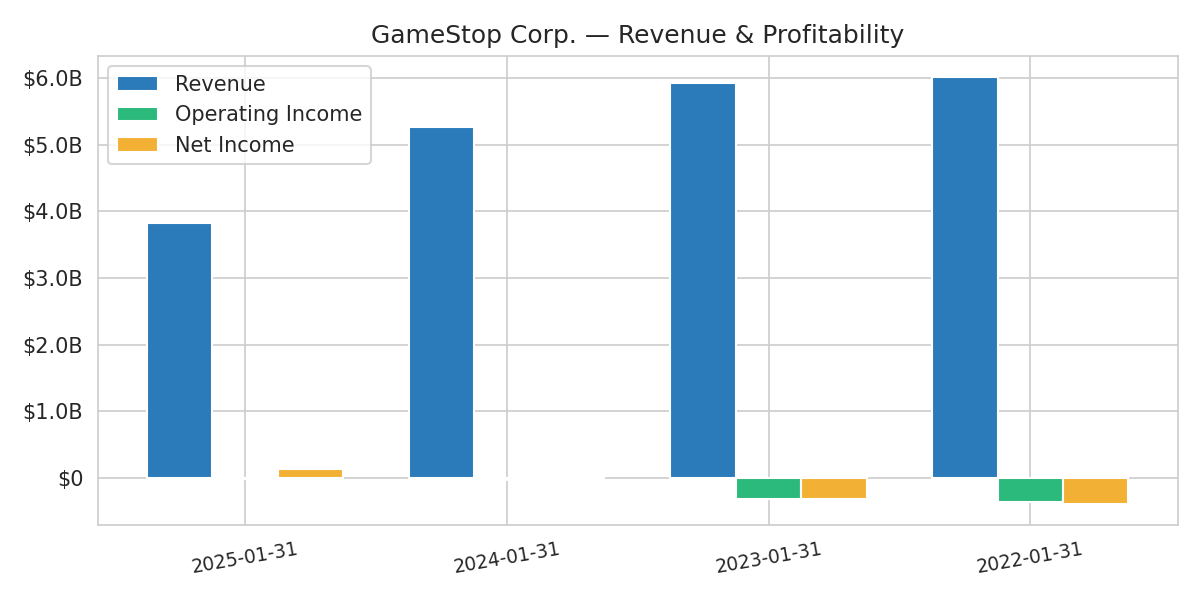 GameStop Corp. — Revenue & Profitability
Revenue
Operating Income
Net Income
$6.0B
$5.0B
$4.0B
$3.0B
$2.0B
$1.0B
$0
2025-01-31
2024-01-31
2023-01-31
2022-01-31